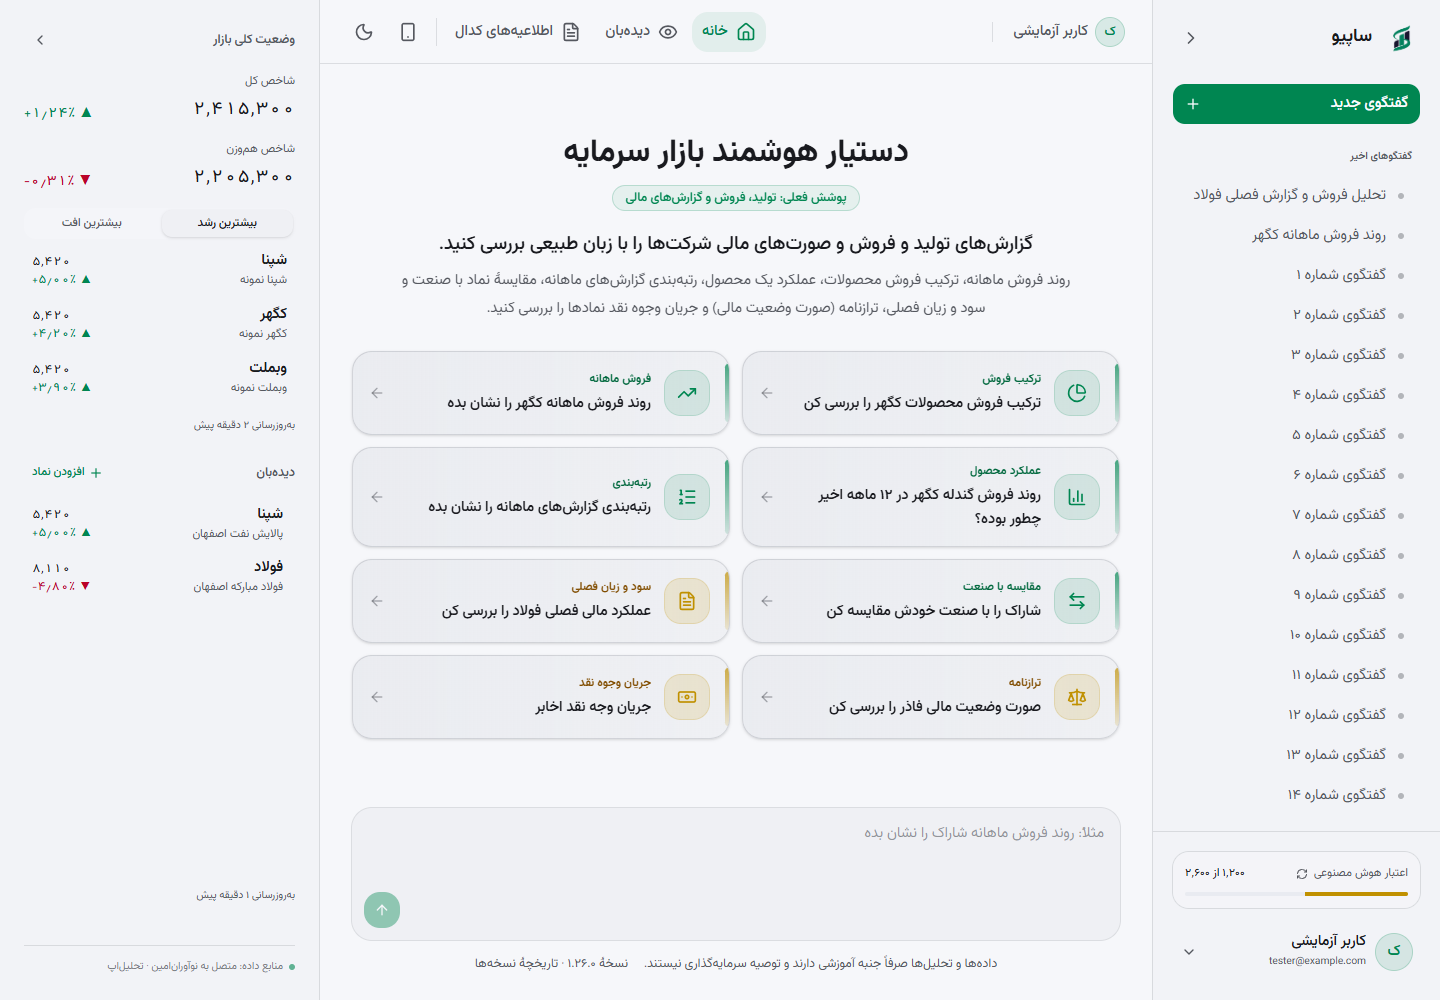 ساپیو
گفتگوی جدید
گفتگوهای اخیر
تحلیل فروش و گزارش فصلی فولاد
روند فروش ماهانه کگهر
گفتگوی شماره ۱
گفتگوی شماره ۲
گفتگوی شماره ۳
گفتگوی شماره ۴
گفتگوی شماره ۵
گفتگوی شماره ۶
گفتگوی شماره ۷
گفتگوی شماره ۸
گفتگوی شماره ۹
گفتگوی شماره ۱۰
گفتگوی شماره ۱۱
گفتگوی شماره ۱۲
گفتگوی شماره ۱۳
گفتگوی شماره ۱۴
اعتبار هوش مصنوعی
۱,۲۰۰ از ۲,۶۰۰
ک
کاربر آزمایشی
tester@example.com
ک
کاربر آزمایشی
خانه
دیده‌بان
اطلاعیه‌های کدال
دستیار هوشمند بازار سرمایه
پوشش فعلی: تولید، فروش و گزارش‌های مالی
گزارش‌های تولید و فروش و صورت‌های مالی شرکت‌ها را با زبان طبیعی بررسی کنید.
روند فروش ماهانه، ترکیب فروش محصولات، عملکرد یک محصول، رتبه‌بندی گزارش‌های ماهانه، مقایسهٔ نماد با صنعت و
سود و زیان فصلی، ترازنامه (صورت وضعیت مالی) و جریان وجوه نقد نمادها را بررسی کنید.
ترکیب فروش
ترکیب فروش محصولات کگهر را بررسی کن
فروش ماهانه
روند فروش ماهانه کگهر را نشان بده
عملکرد محصول
روند فروش گندله کگهر در ۱۲ ماهه اخیر
چطور بوده؟
رتبه‌بندی
رتبه‌بندی گزارش‌های ماهانه را نشان بده
مقایسه با صنعت
شاراک را با صنعت خودش مقایسه کن
سود و زیان فصلی
عملکرد مالی فصلی فولاد را بررسی کن
ترازنامه
صورت وضعیت مالی فاذر را بررسی کن
جریان وجوه نقد
جریان وجه نقد اخابر
مثلاً: روند فروش ماهانه شاراک را نشان بده
داده‌ها و تحلیل‌ها صرفاً جنبه آموزشی دارند و توصیه سرمایه‌گذاری نیستند.
نسخهٔ ۱.۲۶.۰ · تاریخچهٔ نسخه‌ها
وضعیت کلی بازار
شاخص کل
۲,۴۱۵,۳۰۰
▲ +۱٫۲۴٪
شاخص هم‌وزن
۲,۲۰۵,۳۰۰
▼ -۰٫۳۱٪
بیشترین رشد
بیشترین افت
شپنا
۵,۴۲۰
شپنا نمونه
▲ +۵٫۰۰٪
کگهر
۵,۴۲۰
کگهر نمونه
▲ +۴٫۲۰٪
وبملت
۵,۴۲۰
وبملت نمونه
▲ +۳٫۹۰٪
به‌روزرسانی ۲ دقیقه پیش
دیده‌بان
افزودن نماد
شپنا
۵,۴۲۰
پالایش نفت اصفهان
▲ +۵٫۰۰٪
فولاد
۸,۱۱۰
فولاد مبارکه اصفهان
▼ -۴٫۸۰٪
به‌روزرسانی ۱ دقیقه پیش
منابع داده: متصل به نوآوران‌امین · تحلیل‌اپ